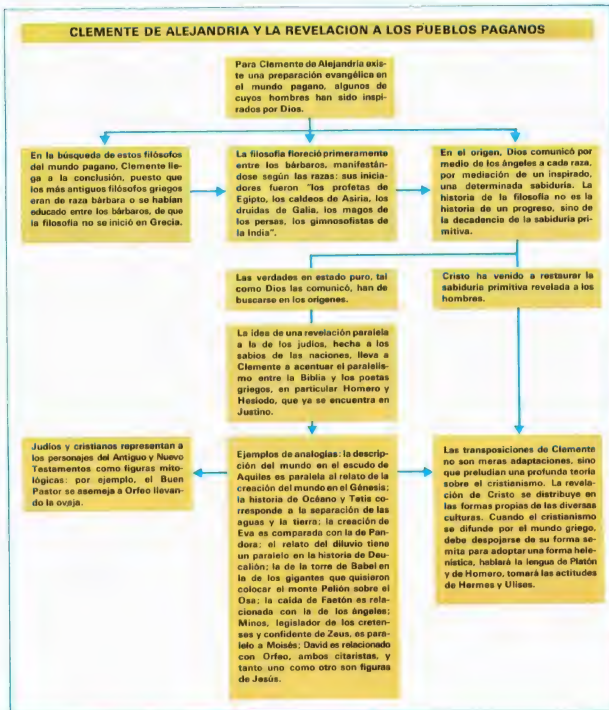 CLEMENTE DE ALEJANDRIA Y LA REVELACION A LOS PUEBLOS PAGANOS
Para Clemente de Alejandría exis-
te una preparación evangélica en
el mundo pagano, algunos de
cuyos hombres han sido inspi-
rados por Dios.
En la búsqueda de estos filósofos
del mundo pagano, Clemente lle-
ga a la conclusión, puesto que
los más antiguos filósofos griegos
eran de raza bárbara o se habían
educado entre los bárbaros, de que
la filosofía no se inició en Grecia.
La filosofía floreció primeramente
entre los bárbaros, manifestán-
dose según las razas: sus inicia-
dores fueron "los profetas de
Egipto, los caldeos de Asiria, los
druidas de Galia, los magos de
los persas, los gimnosofistas de
la India".
En el origen, Dios comunicó por
medio de los ángeles a cada raza,
por mediación de un inspirado,
una determinada sabiduría. La
historia de la filosofía no es la
historia de un progreso, sino de
la decadencia de la sabiduría pri-
mitiva.
Las verdades en estado puro, tal
como Dios las comunicó, han de
buscarse en los orígenes.
Cristo ha venido a restaurar la
sabiduría primitiva revelada a los
hombres.
La idea de una revelación paralela
a la de los judíos, hecha a los
sabios de las naciones, lleva a
Clemente a acentuar el paralelis-
mo entre la Biblia y los poetas
griegos, en particular Homero y
Hesíodo, que ya se encuentra en
Justino.
Judíos y cristianos representan a
los personajes del Antiguo y Nuevo
Testamentos como figuras mito-
lógicas: por ejemplo, el Buen
Pastor se asemeja a Orfeo llevan-
do la oveja.
Ejemplos de analogías: la descrip-
ción del mundo en el escudo de
Aquiles es paralela al relato de la
creación del mundo en el Génesis;
la historia de Océano y Tetis co-
rresponde a la separación de las
aguas y la tierra; la creación de
Eva es comparada con la de Pan-
dora; el relato del diluvio tiene
un paralelo en la historia de Deu-
calión; la de la torre de Babel en
la de los gigantes que quisieron
colocar el monte Pelión sobre el
Osa; la caída de Faetón es rela-
cionada con la de los ángeles;
Minos, legislador de los creten-
ses y confidente de Zeus, es para-
lelo a Moisés; David es relacionado
con Orfeo, ambos citaristas, y
tanto uno como otro son figuras
de Jesús.
Las transposiciones de Clemente
no son meras adaptaciones, sino
que preludian una profunda teoría
sobre el cristianismo. La revela-
ción de Cristo se distribuye en
las formas propias de las diversas
culturas. Cuando el cristianismo
se difunde por el mundo griego,
debe despojarse de su forma se-
mita para adoptar una forma hele-
nística, hablará la lengua de Platón
y de Homero, tomará las actitudes
de Hermes y Ulises.